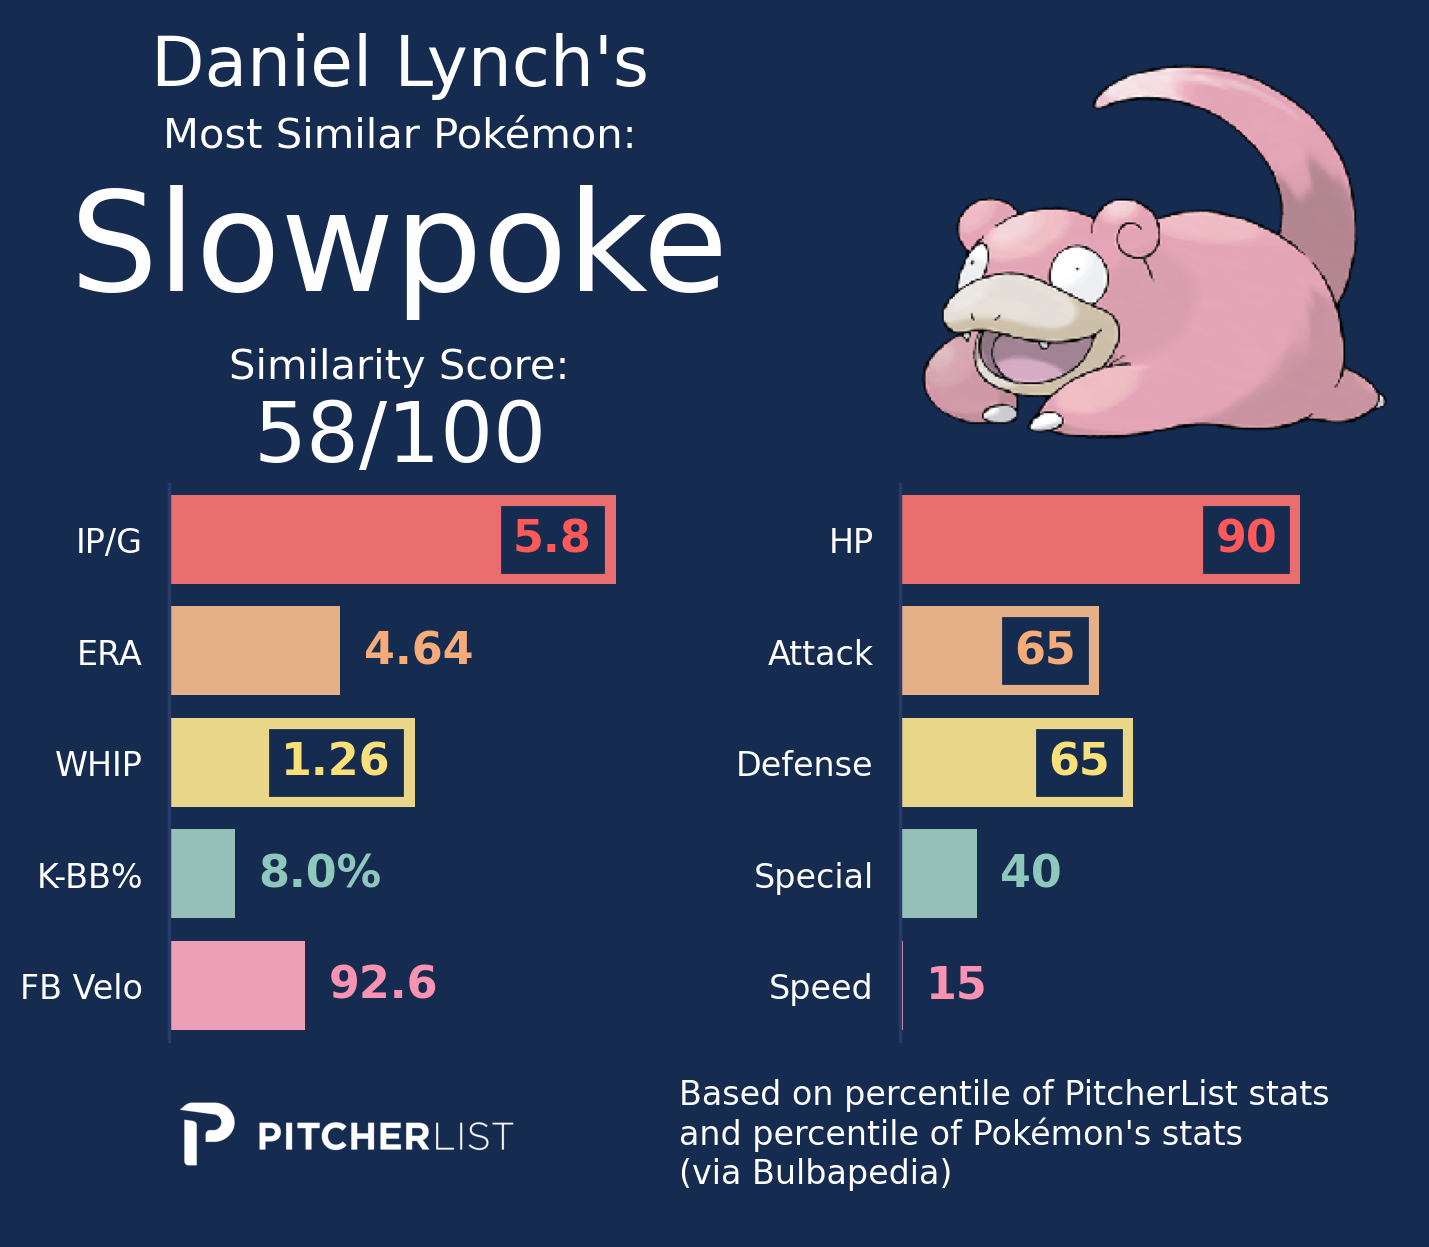 Daniel Lynch's
Most Similar Pokémon:
Slowpoke
Similarity Score:
58/100
IP/G 5.8
ERA 4.64
WHIP 1.26
K-BB% 8.0%
FB Velo 92.6
HP 90
Attack 65
Defense 65
Special 40
Speed 15
PITCHERLIST
Based on percentile of PitcherList stats
and percentile of Pokémon's stats
(via Bulbapedia)